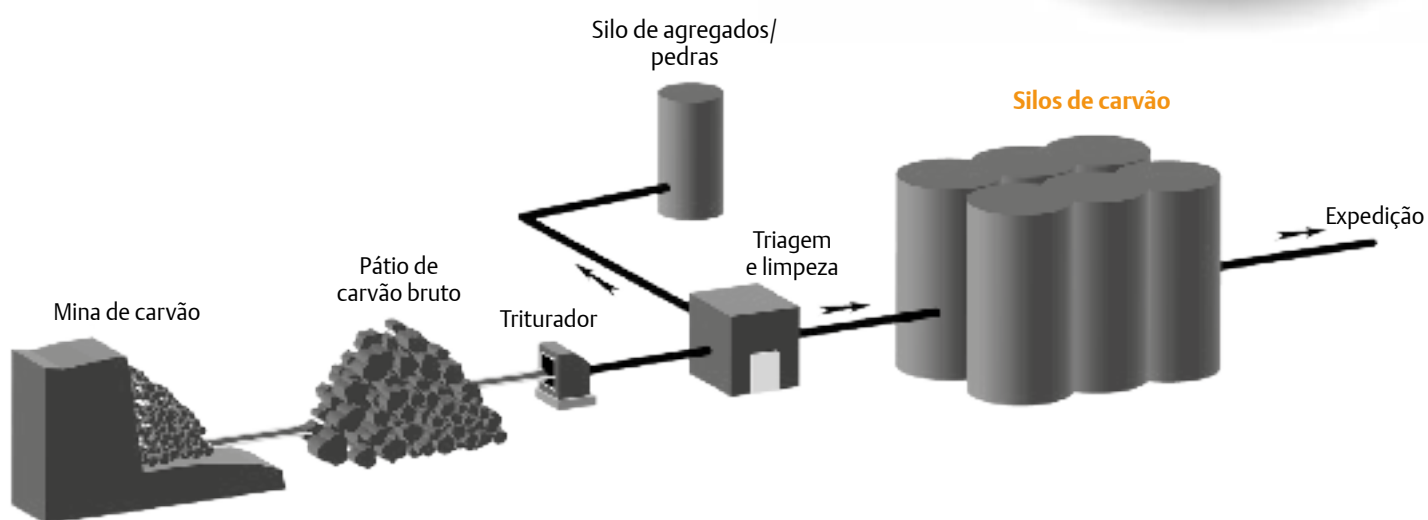 Silo de agregados/
pedras
Silos de carvão
Expedição
Triagem
e limpeza
Pátio de
carvão bruto
Triturador
Mina de carvão